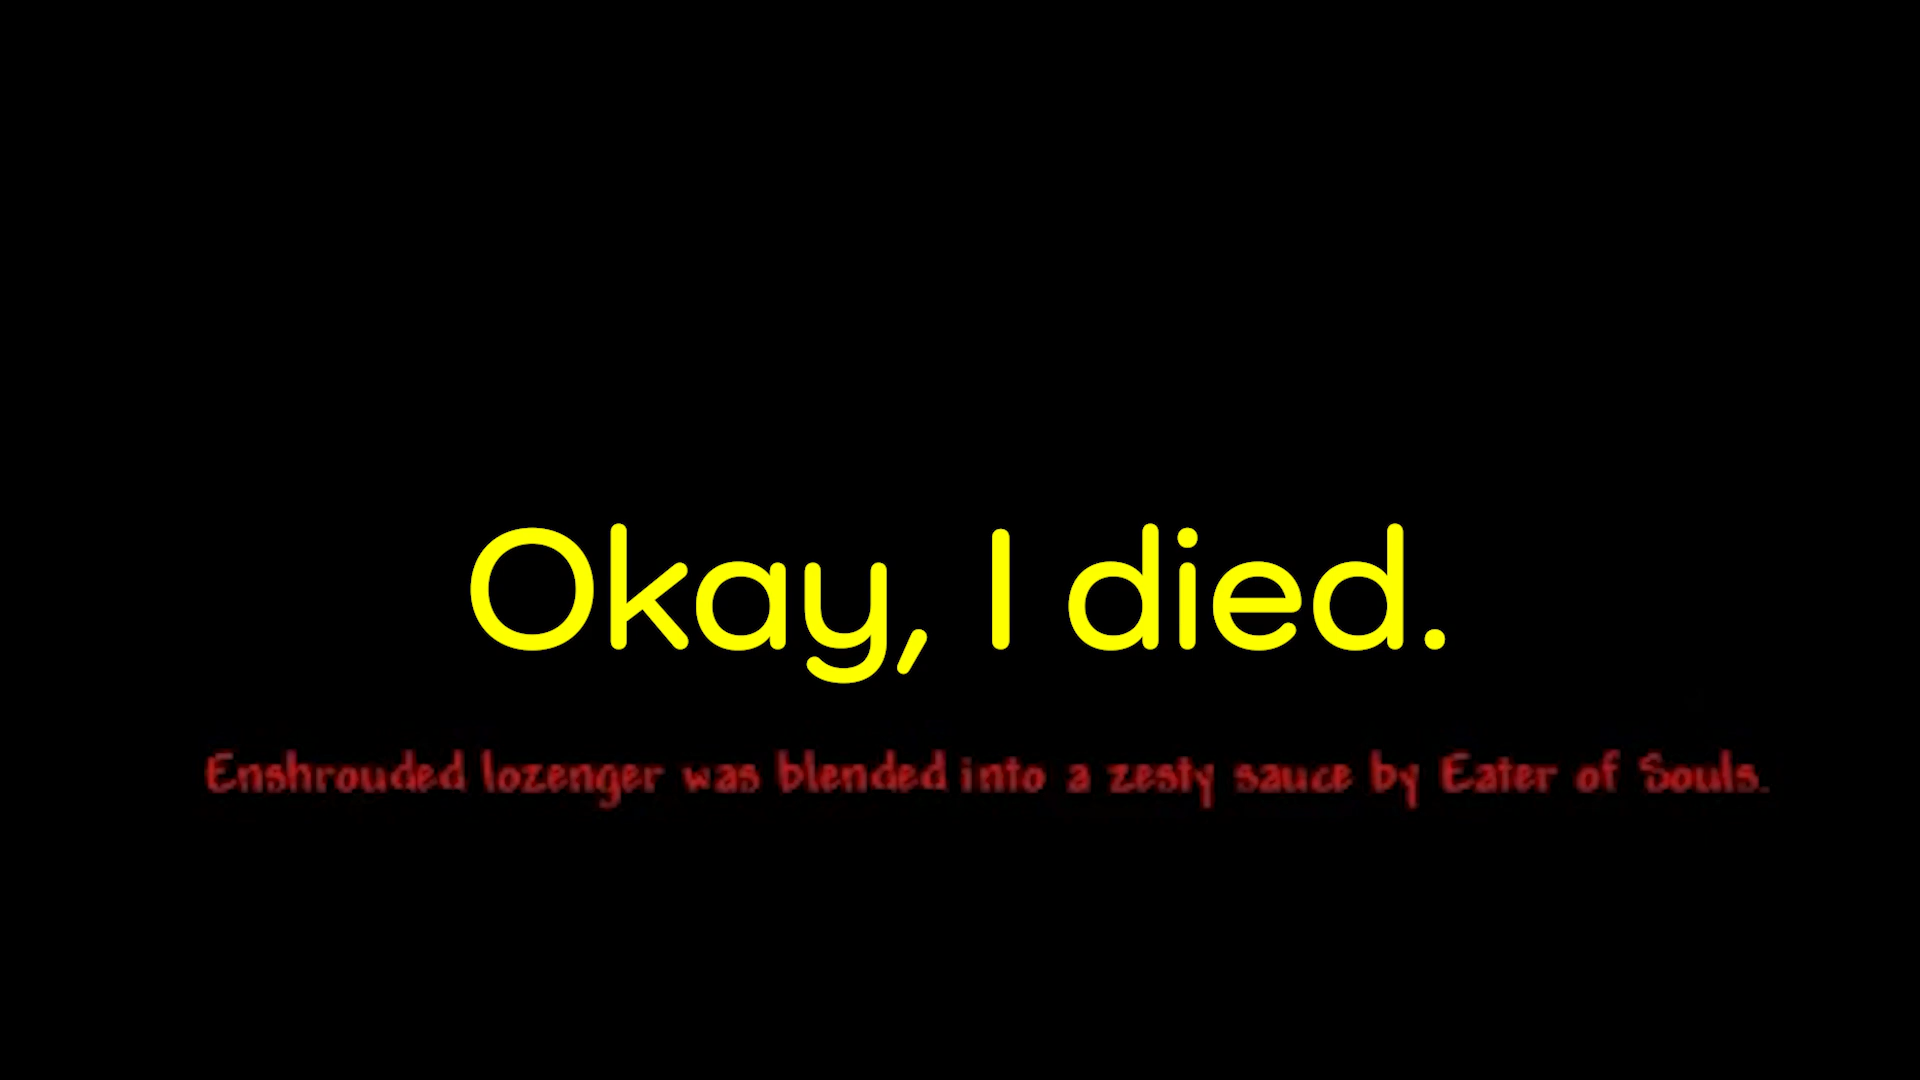 Okay, I died.
Enshrouded lozenger was blended into a zesty sauce by Eater of Souls.